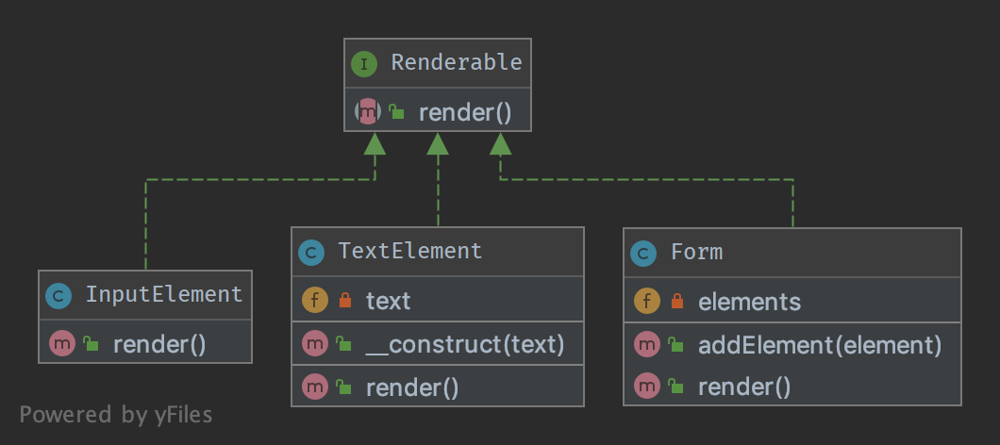 I Renderable
m render()
C InputElement
m render()
C TextElement
f text
m __construct(text)
m render()
C Form
f elements
m addElement(element)
m render()
Powered by yFiles